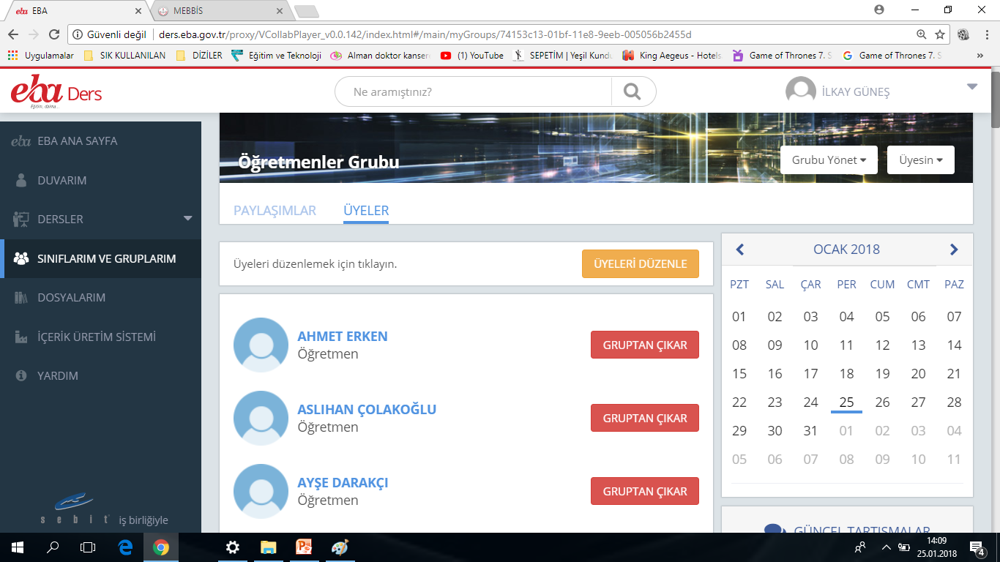 eba EBA
MEBBİS
Güvenli değil | ders.eba.gov.tr/proxy/VCollabPlayer_v0.0.142/index.html#/main/myGroups/74153c13-01bf-11e8-9eeb-005056b2455d
Uygulamalar SIK KULLANILAN DİZİLER Eğitim ve Teknoloji Alman doktor kanser (1) YouTube SEPETİM | Yeşil Kund King Aegeus - Hotels Game of Thrones 7. S Game of Thrones 7. S »
eba Ders
Eğitim, daima...
Ne aramıştınız?
İLKAY GÜNEŞ
eba EBA ANA SAYFA
DUVARIM
DERSLER
SINIFLARIM VE GRUPLARIM
DOSYALARIM
İÇERİK ÜRETİM SİSTEMİ
YARDIM
sebit işbirliğiyle
Öğretmenler Grubu
Grubu Yönet
Üyesin
PAYLAŞIMLAR ÜYELER
Üyeleri düzenlemek için tıklayın.
ÜYELERİ DÜZENLE
AHMET ERKEN
Öğretmen
GRUPTAN ÇIKAR
ASLIHAN ÇOLAKOĞLU
Öğretmen
GRUPTAN ÇIKAR
AYŞE DARAKÇI
Öğretmen
GRUPTAN ÇIKAR
OCAK 2018
PZT SAL ÇAR PER CUM CMT PAZ
01 02 03 04 05 06 07
08 09 10 11 12 13 14
15 16 17 18 19 20 21
22 23 24 25 26 27 28
29 30 31 01 02 03 04
05 06 07 08 09 10 11
GÜNCEL TARTIŞMALAR
14:09
25.01.2018
4